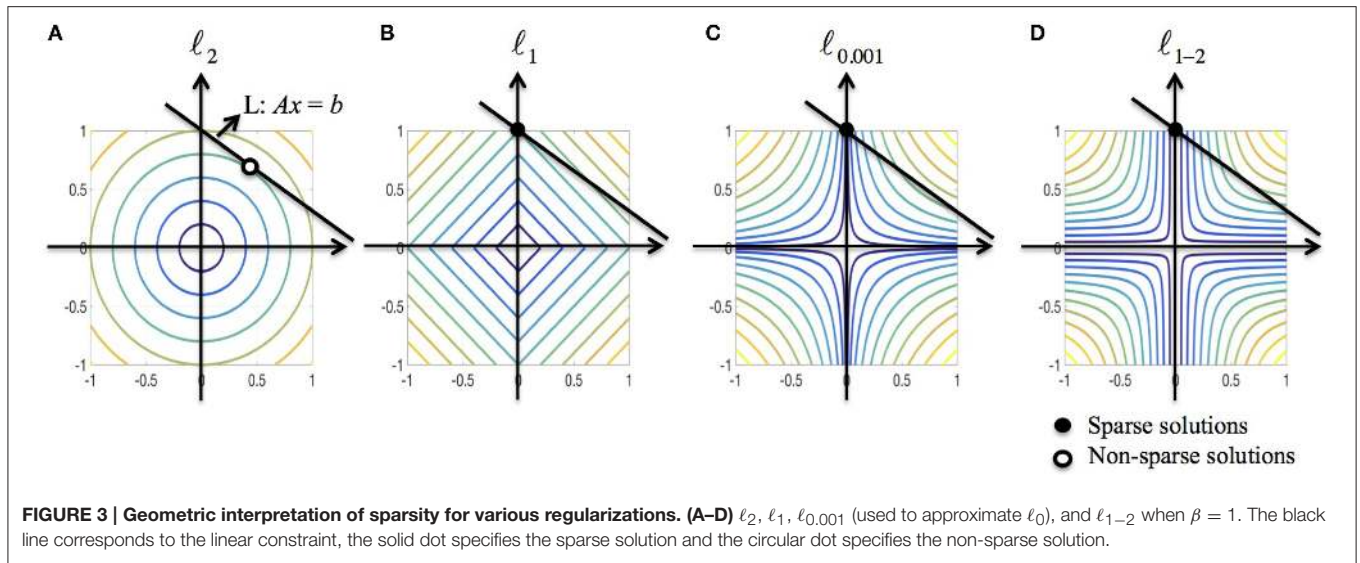 A
ℓ₂
B
ℓ₁
C
ℓ₀.₀₀₁
D
ℓ₁₋₂
L: Ax = b
1
0.5
0
-0.5
-1
-1 -0.5 0 0.5 1
1
0.5
0
-0.5
-1
-1 -0.5 0 0.5 1
1
0.5
0
-0.5
-1
-1 -0.5 0 0.5 1
1
0.5
0
-0.5
-1
-1 -0.5 0 0.5 1
Sparse solutions
Non-sparse solutions
FIGURE 3 | Geometric interpretation of sparsity for various regularizations. (A–D) ℓ₂, ℓ₁, ℓ₀.₀₀₁ (used to approximate ℓ₀), and ℓ₁₋₂ when β = 1. The black
line corresponds to the linear constraint, the solid dot specifies the sparse solution and the circular dot specifies the non-sparse solution.